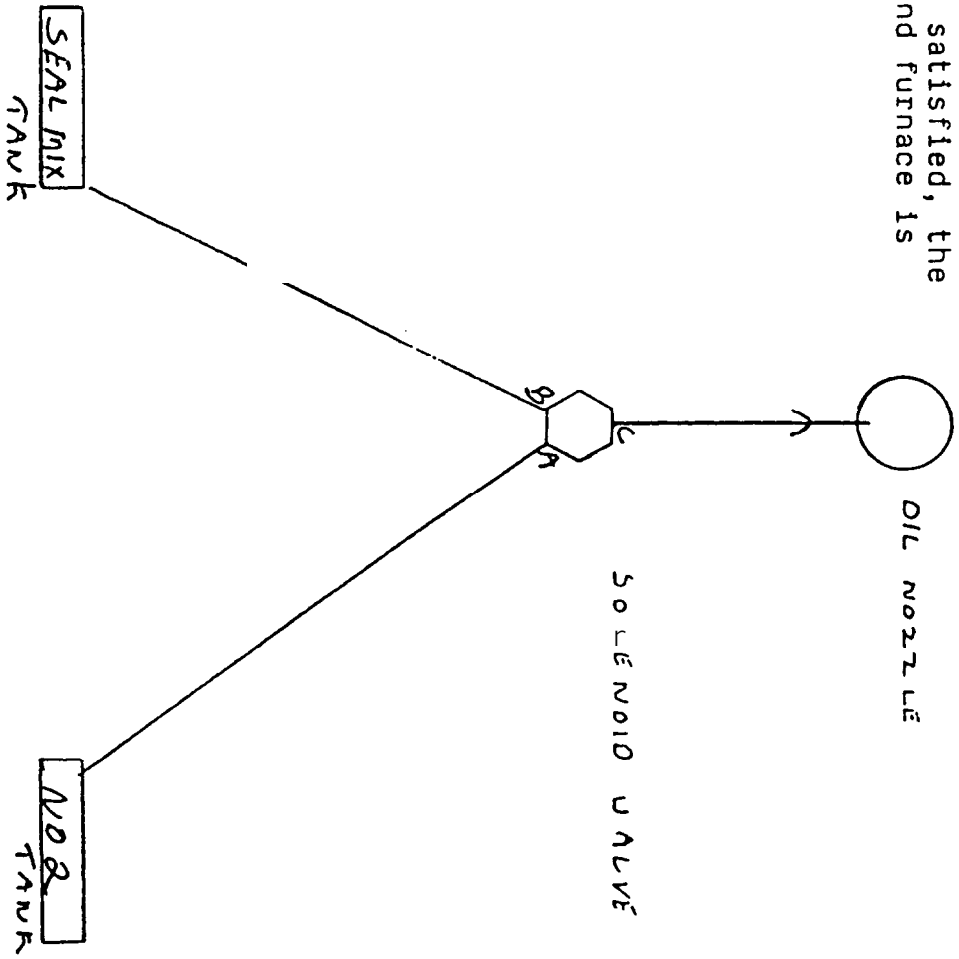 satisfied, the
nd furnace is
OIL NOZZLE
C
SOLENOID VALVE
B
A
SEAL MIX
TANK
NO 2
TANK